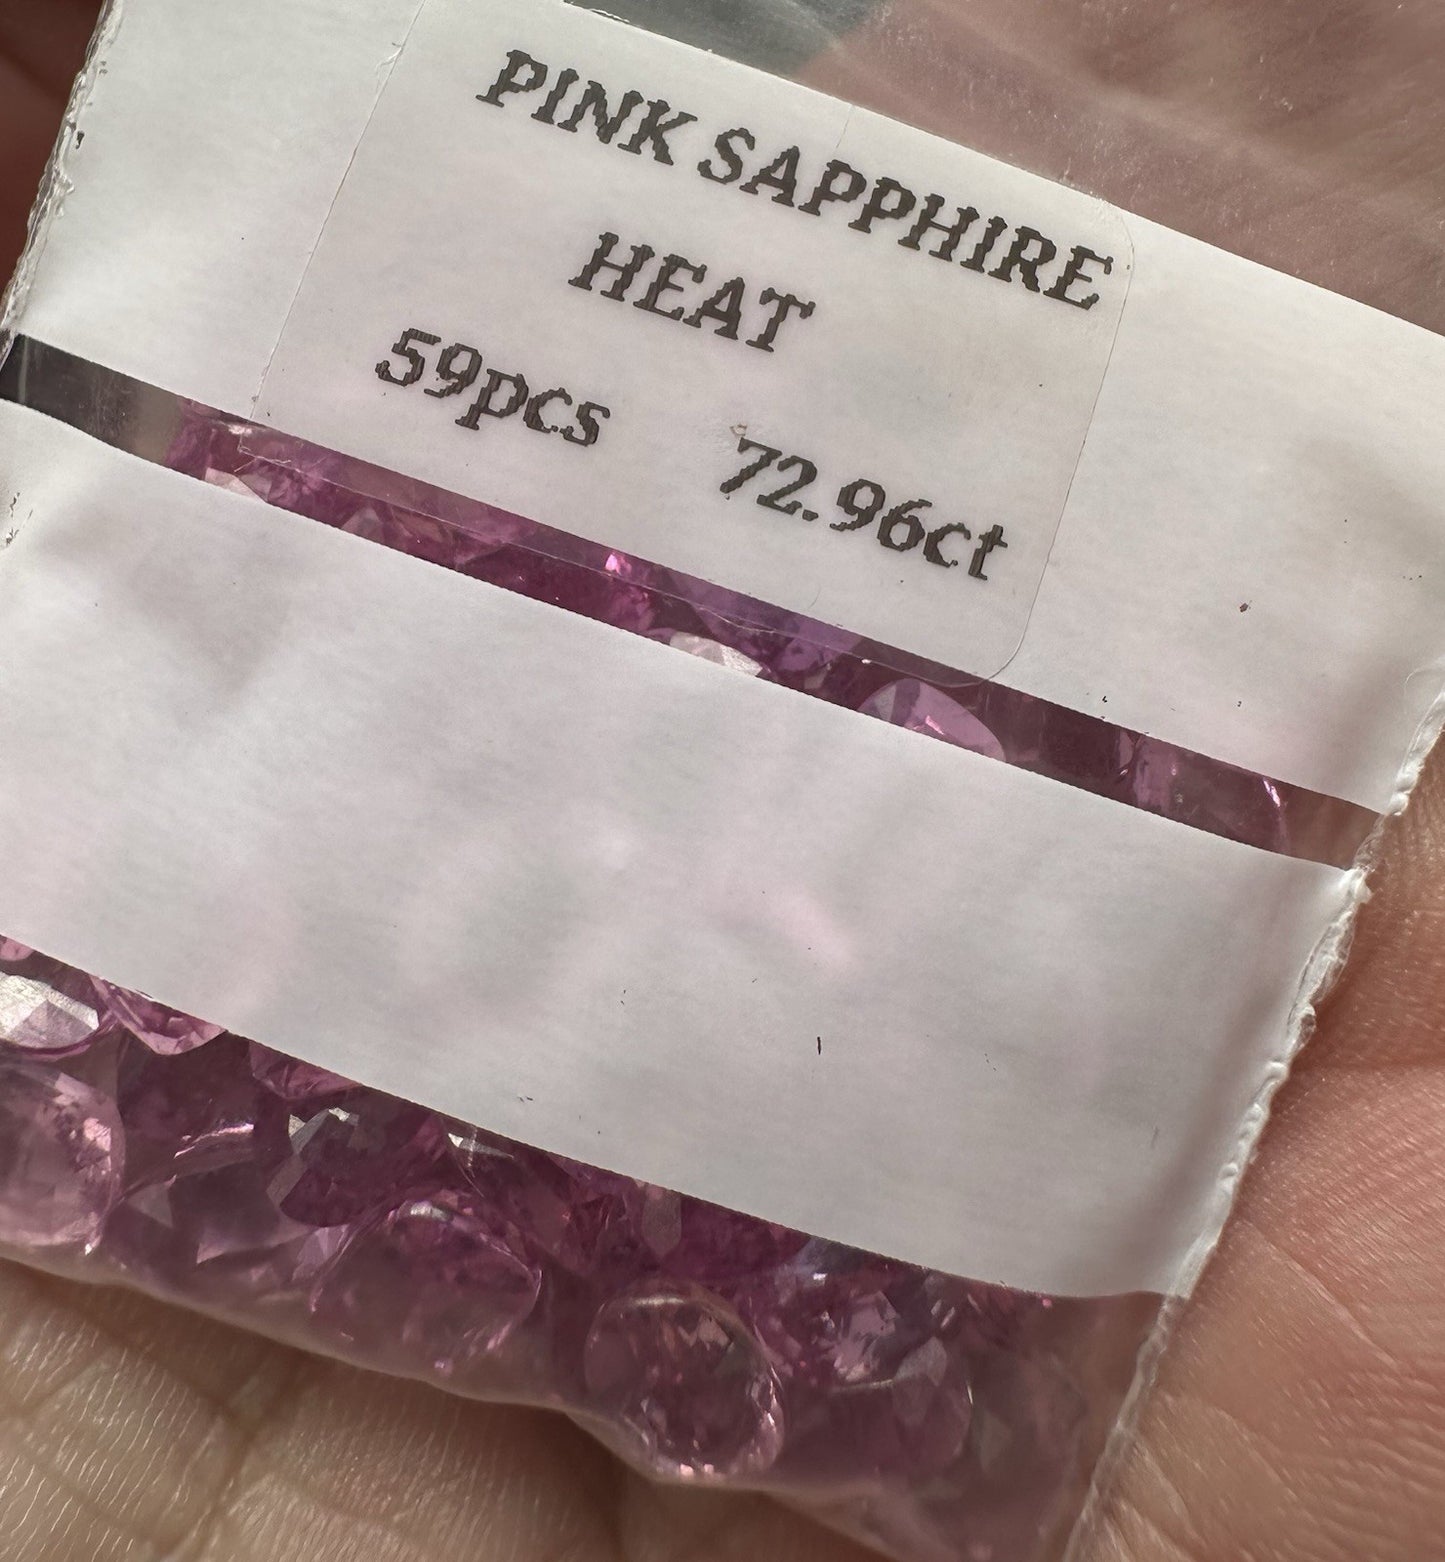 PINK SAPPHIRE
HEAT
59pcs 72.96ct